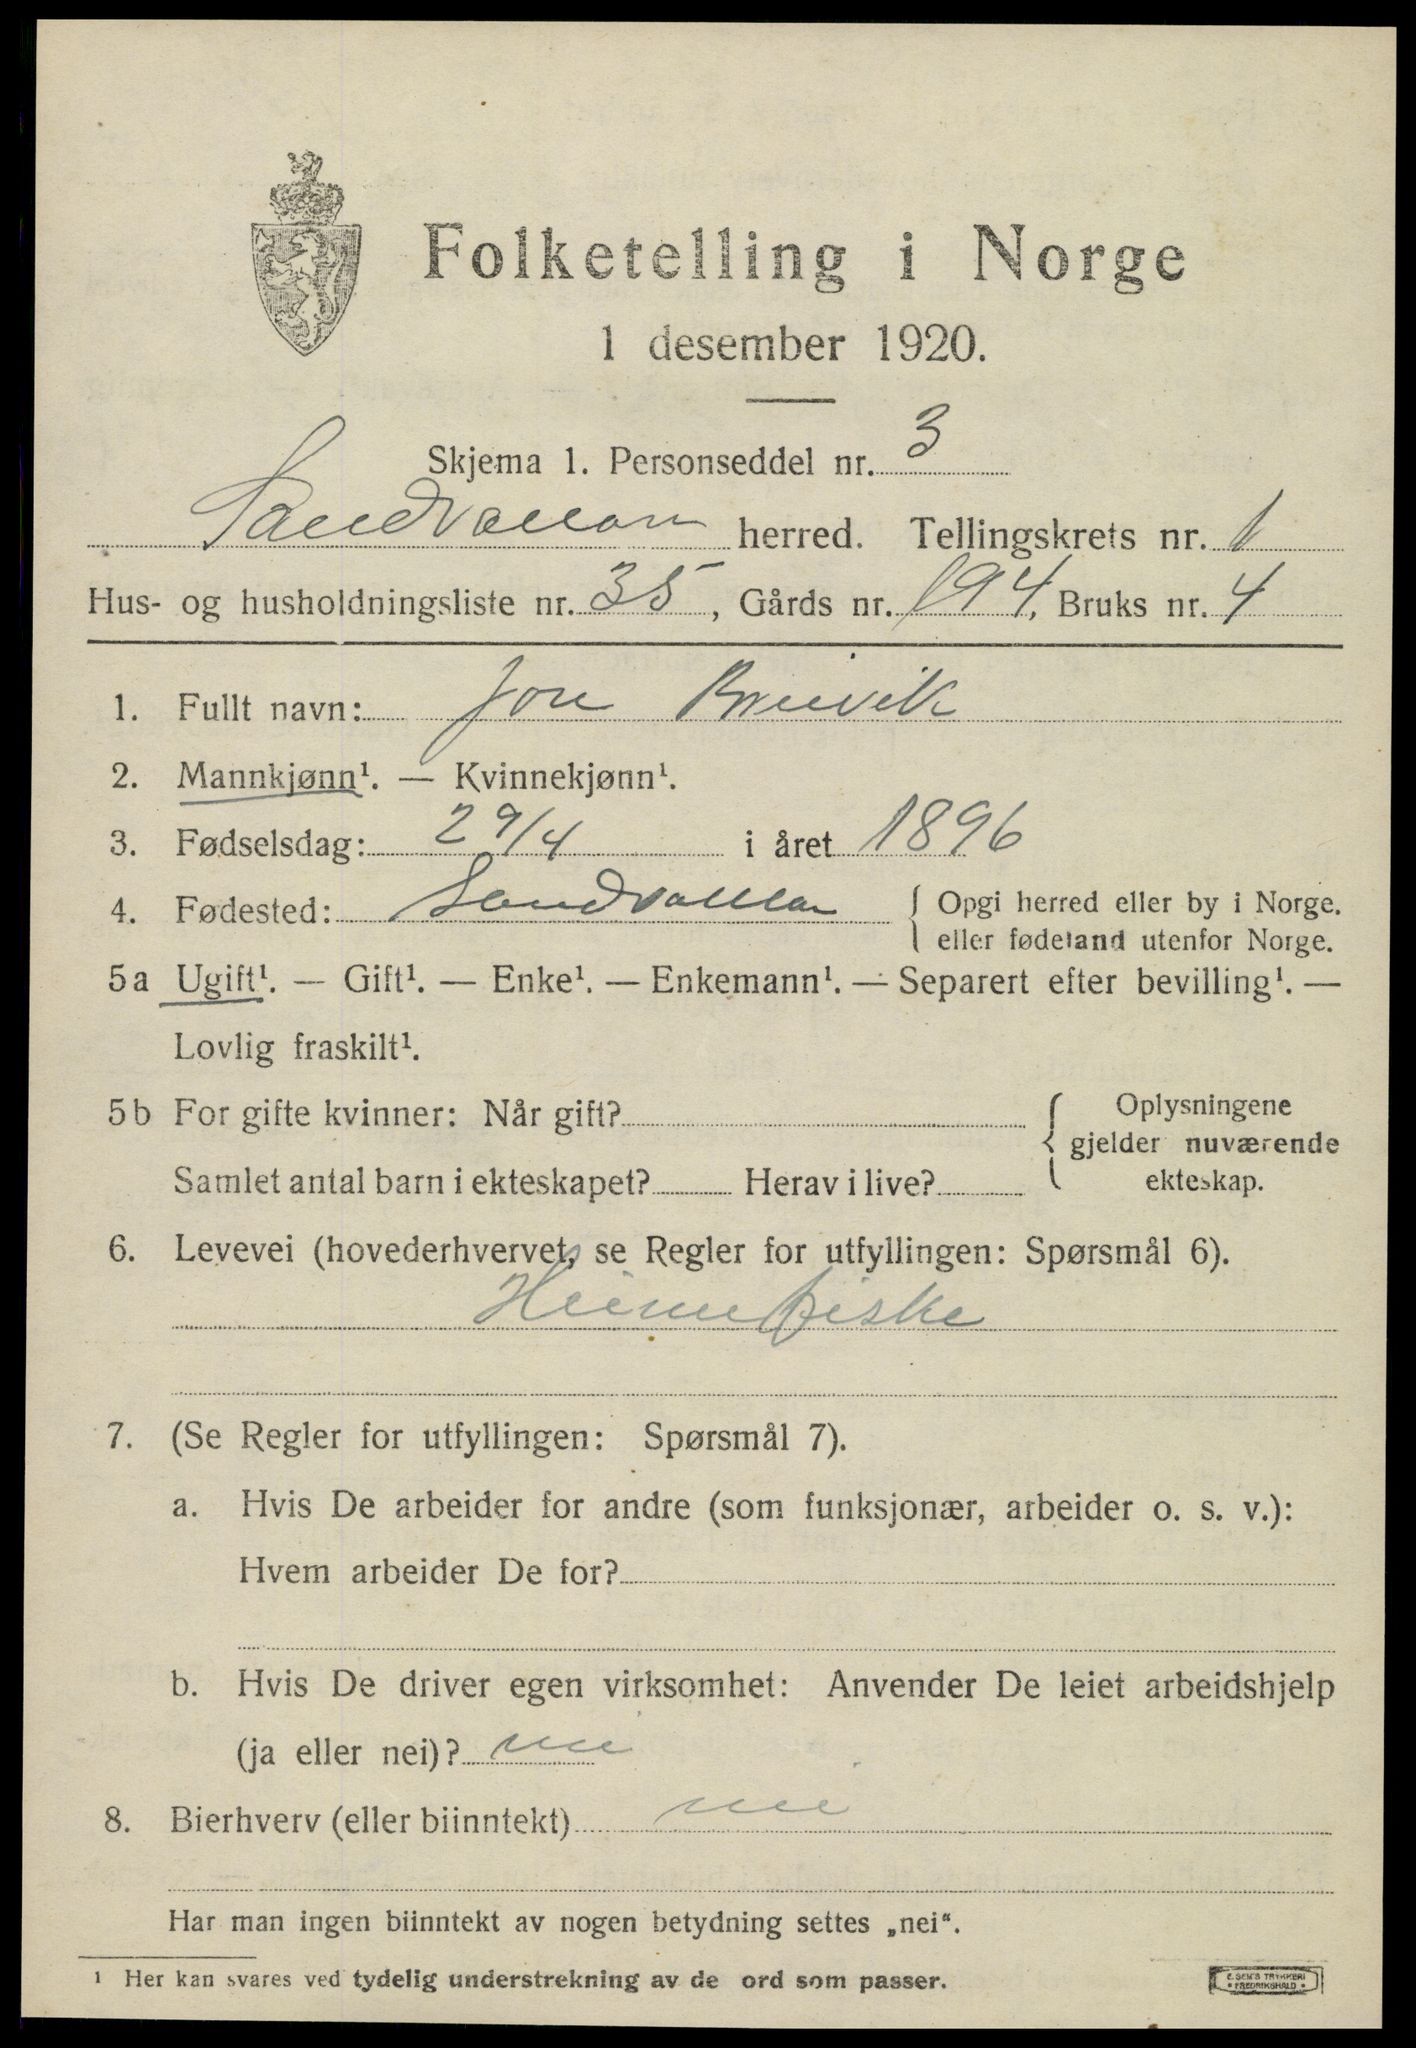 Folketelling i Norge
1 desember 1920.
Skjema 1. Personseddel nr. 3
herred. Tellingskrets nr. 1
Hus- og husholdningsliste nr. 35, Gårds nr. 194, Bruks nr. 4
1. Fullt navn: Jon
2. Mannkjønn¹. — Kvinnekjønn¹.
3. Fødselsdag: 29/4 i året 1896
4. Fødested: { Opgi herred eller by i Norge.
eller fødeland utenfor Norge.
5a Ugift¹. — Gift¹. — Enke¹. — Enkemann¹. — Separert efter bevilling¹. —
Lovlig fraskilt¹.
5b For gifte kvinner: Når gift? { Oplysningene
gjelder nuværende
Samlet antal barn i ekteskapet? Herav i live? ekteskap.
6. Levevei (hovederhvervet, se Regler for utfyllingen: Spørsmål 6).
Heimefiske
7. (Se Regler for utfyllingen: Spørsmål 7).
a. Hvis De arbeider for andre (som funksjonær, arbeider o. s. v.):
Hvem arbeider De for?
b. Hvis De driver egen virksomhet: Anvender De leiet arbeidshjelp
(ja eller nei)? nei
8. Bierhverv (eller biinntekt) nei
Har man ingen biinntekt av nogen betydning settes „nei“.
¹ Her kan svares ved tydelig understrekning av de ord som passer.
E. SEM'S TRYKKERI
• FREDRIKSHALD •